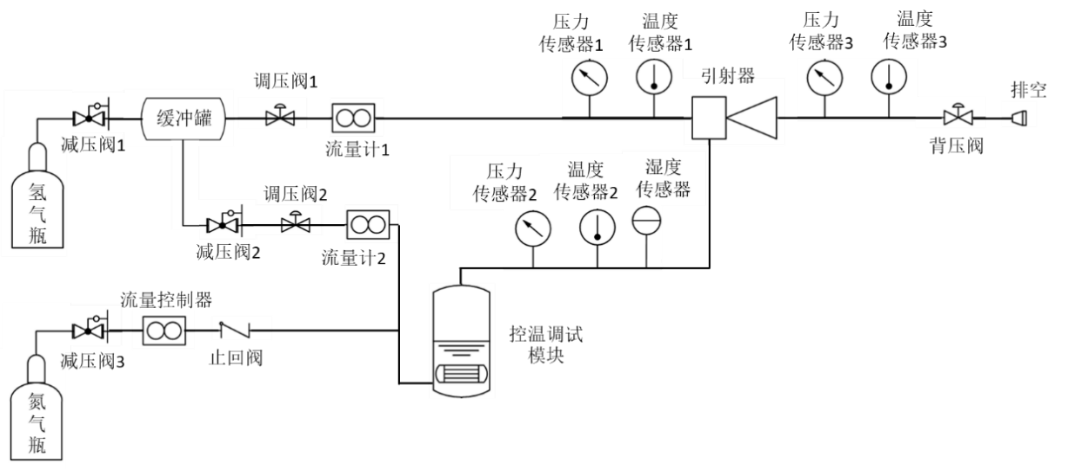 压力
传感器1
温度
传感器1
压力
传感器3
温度
传感器3
引射器
调压阀1
排空
缓冲罐
减压阀1
流量计1
背压阀
氢
气
瓶
压力
传感器2
温度
传感器2
湿度
传感器
调压阀2
减压阀2
流量计2
流量控制器
控温调试
模块
减压阀3
止回阀
氮
气
瓶